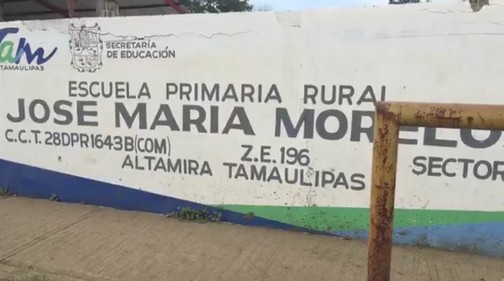 Tam
TAMAULIPAS
SECRETARÍA
DE EDUCACIÓN
ESCUELA PRIMARIA RURAL
JOSE MARIA MORELOS
C.C.T. 28DPR1643B(COM)
Z.E.196
SECTOR
ALTAMIRA TAMAULIPAS